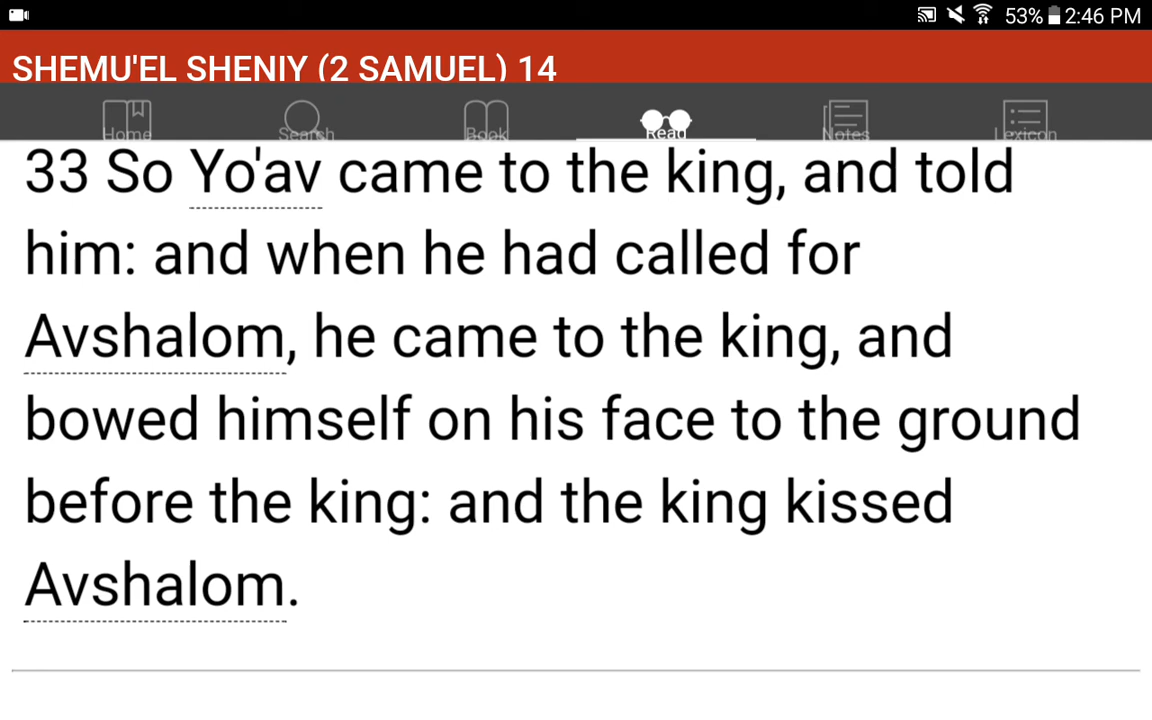 53% 2:46 PM
SHEMU'EL SHENIY (2 SAMUEL) 14
Home Search Book Read Notes Lexicon
33 So Yo'av came to the king, and told
him: and when he had called for
Avshalom, he came to the king, and
bowed himself on his face to the ground
before the king: and the king kissed
Avshalom.